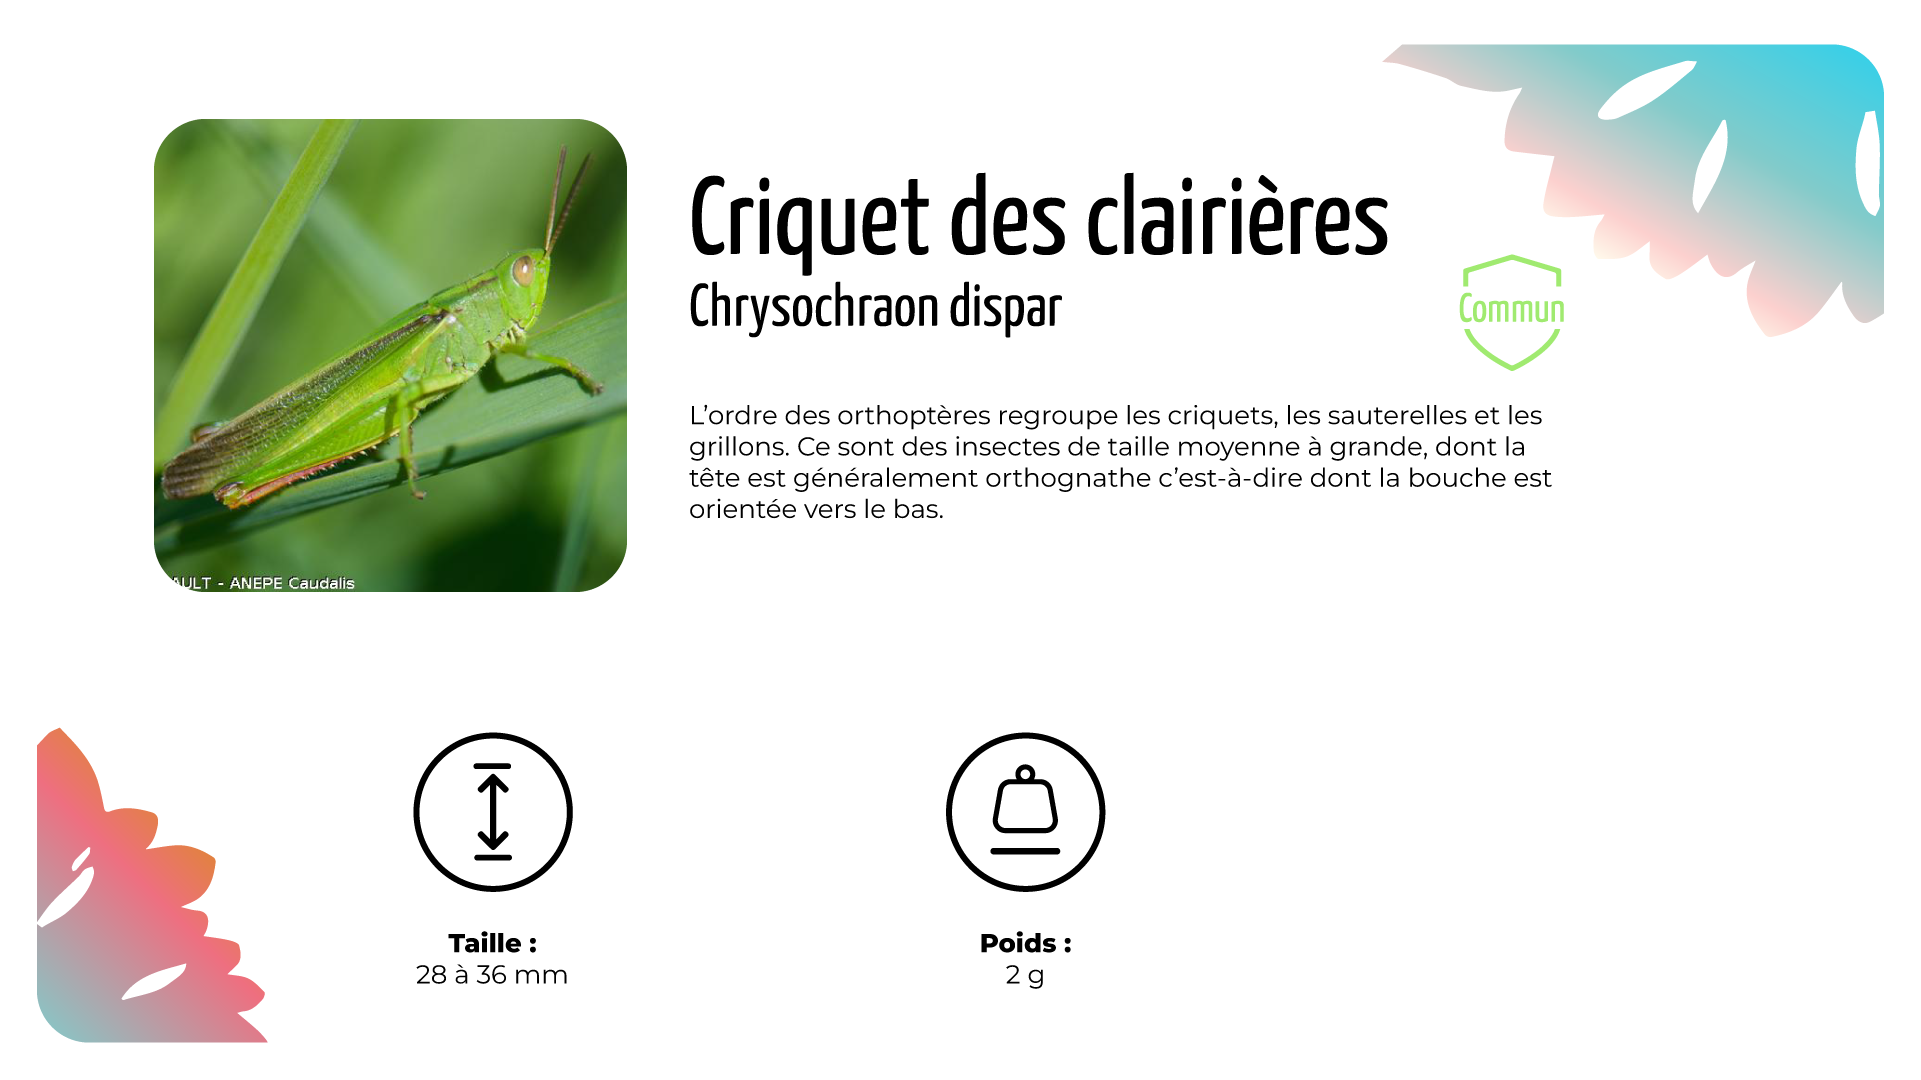 Criquet des clairières
Chrysochraon dispar
Commun
L’ordre des orthoptères regroupe les criquets, les sauterelles et les
grillons. Ce sont des insectes de taille moyenne à grande, dont la
tête est généralement orthognathe c’est-à-dire dont la bouche est
orientée vers le bas.
- ANEPE Caudalis
Taille :
28 à 36 mm
Poids :
2 g